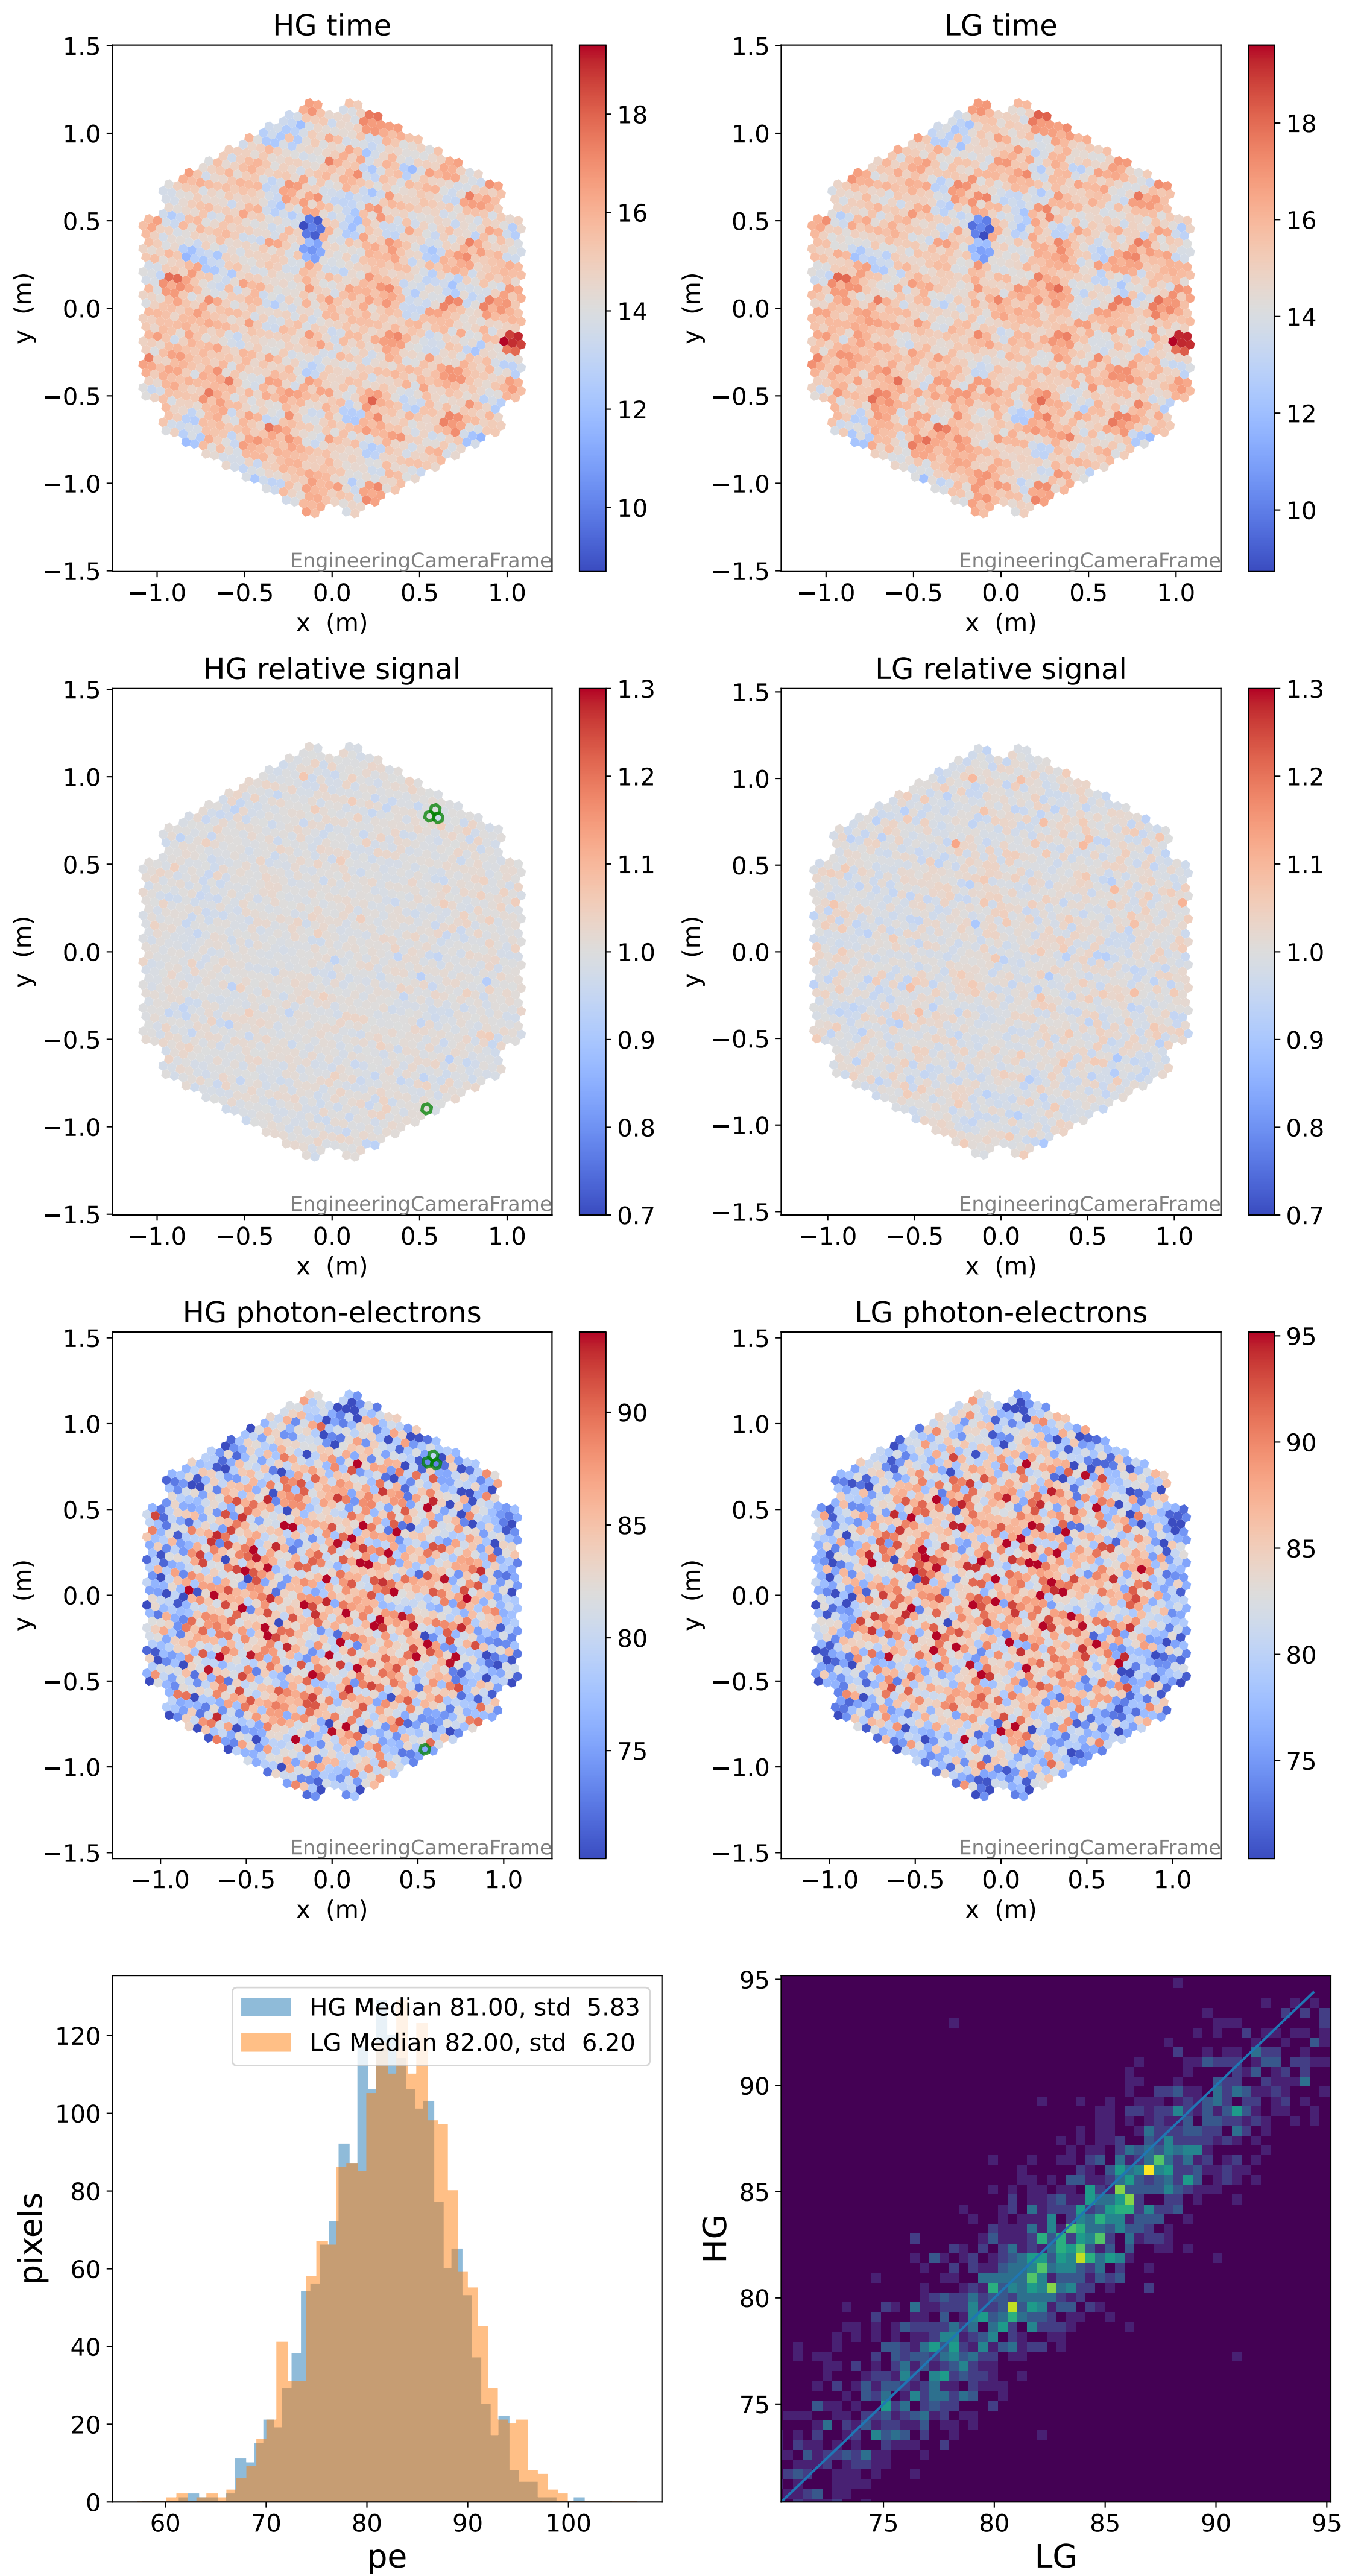 HG time
LG time
1.5
1.0
0.5
0.0
−0.5
−1.0
−1.5
y (m)
−1.0 −0.5 0.0 0.5 1.0
x (m)
EngineeringCameraFrame
18
16
14
12
10
1.5
1.0
0.5
0.0
−0.5
−1.0
−1.5
y (m)
−1.0 −0.5 0.0 0.5 1.0
x (m)
EngineeringCameraFrame
18
16
14
12
10
HG relative signal
LG relative signal
1.5
1.0
0.5
0.0
−0.5
−1.0
−1.5
y (m)
−1.0 −0.5 0.0 0.5 1.0
x (m)
EngineeringCameraFrame
1.3
1.2
1.1
1.0
0.9
0.8
0.7
1.5
1.0
0.5
0.0
−0.5
−1.0
−1.5
y (m)
−1.0 −0.5 0.0 0.5 1.0
x (m)
EngineeringCameraFrame
1.3
1.2
1.1
1.0
0.9
0.8
0.7
HG photon-electrons
LG photon-electrons
1.5
1.0
0.5
0.0
−0.5
−1.0
−1.5
y (m)
−1.0 −0.5 0.0 0.5 1.0
x (m)
EngineeringCameraFrame
90
85
80
75
1.5
1.0
0.5
0.0
−0.5
−1.0
−1.5
y (m)
−1.0 −0.5 0.0 0.5 1.0
x (m)
EngineeringCameraFrame
95
90
85
80
75
HG Median 81.00, std 5.83
LG Median 82.00, std 6.20
120
100
80
60
40
20
0
pixels
60 70 80 90 100
pe
95
90
85
80
75
HG
75 80 85 90 95
LG